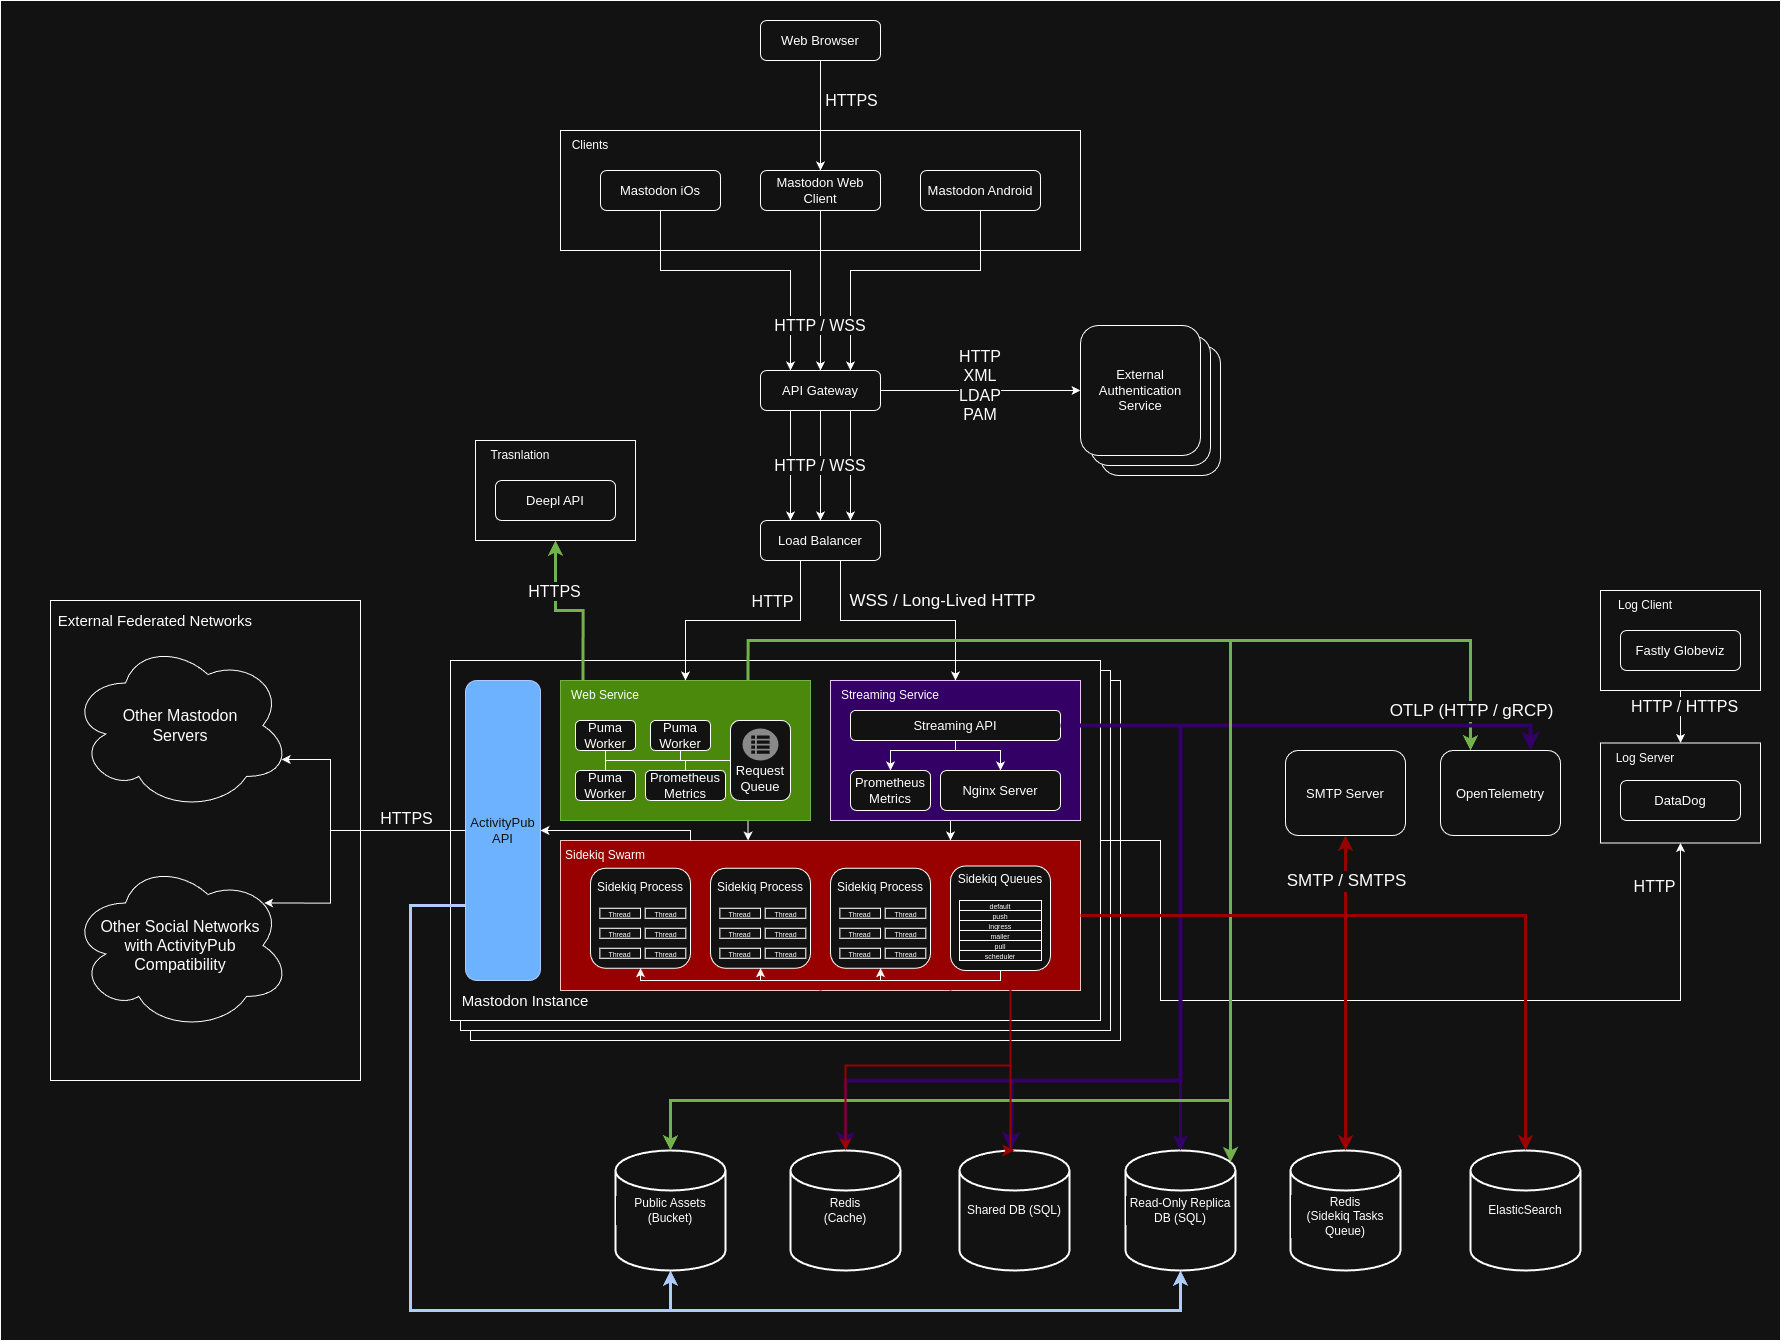 Web Browser
HTTPS
Clients
Mastodon iOs
Mastodon Web
Client
Mastodon Android
HTTP / WSS
API Gateway
HTTP
XML
LDAP
PAM
External
Authentication
Service
Trasnlation
Deepl API
HTTP / WSS
Load Balancer
HTTPS
HTTP
WSS / Long-Lived HTTP
External Federated Networks
Other Mastodon
Servers
HTTPS
Other Social Networks
with ActivityPub
Compatibility
ActivityPub
API
Web Service
Puma
Worker
Puma
Worker
Puma
Worker
Prometheus
Metrics
Request
Queue
Streaming Service
Streaming API
Prometheus
Metrics
Nginx Server
Sidekiq Swarm
Sidekiq Process
Thread
Thread
Thread
Thread
Thread
Thread
Sidekiq Process
Thread
Thread
Thread
Thread
Thread
Thread
Sidekiq Process
Thread
Thread
Thread
Thread
Thread
Thread
Sidekiq Queues
default
push
ingress
mailer
pull
scheduler
Mastodon Instance
Log Client
Fastly Globeviz
HTTP / HTTPS
Log Server
DataDog
HTTP
OTLP (HTTP / gRCP)
SMTP Server
OpenTelemetry
SMTP / SMTPS
Public Assets
(Bucket)
Redis
(Cache)
Shared DB (SQL)
Read-Only Replica
DB (SQL)
Redis
(Sidekiq Tasks
Queue)
ElasticSearch